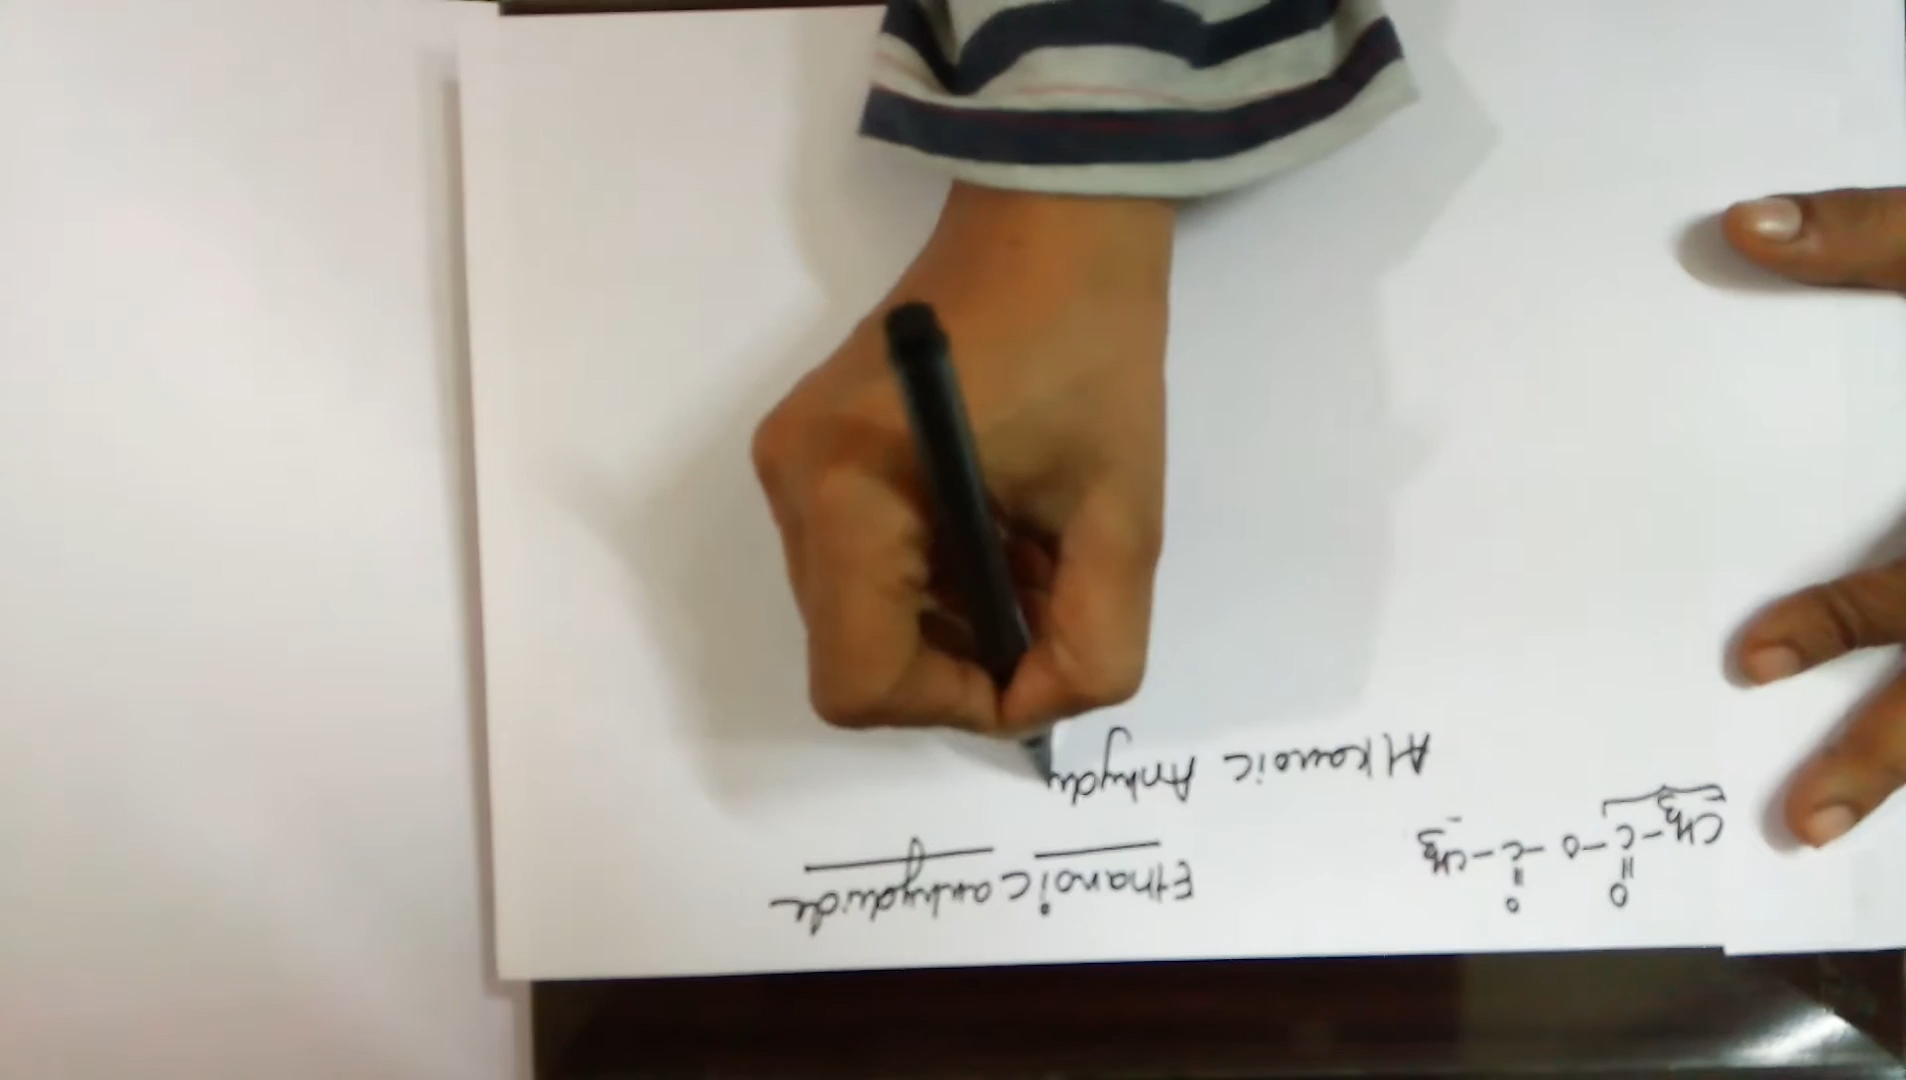 O O
|| ||
CH3-C-O-C-CH3
Ethanoic anhydride
Alkanoic Anhydr